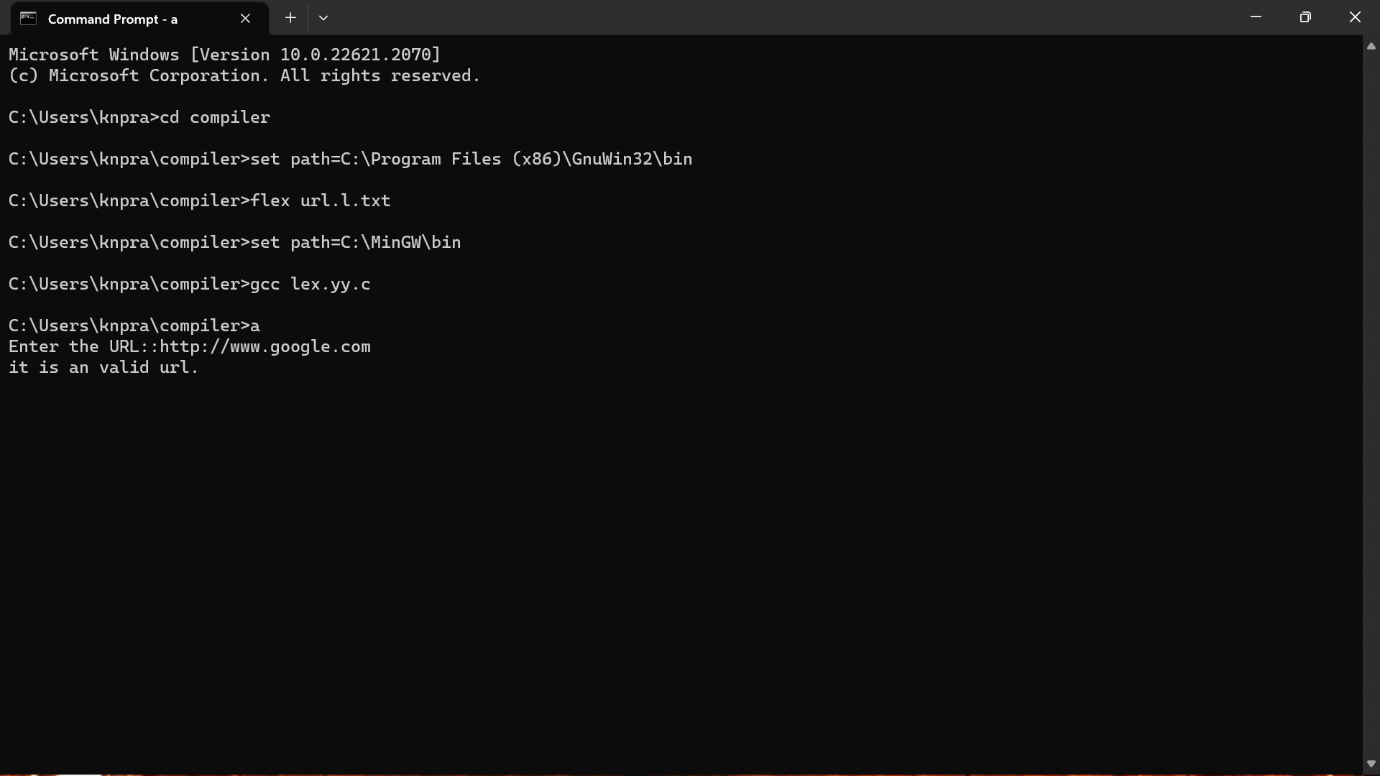 Command Prompt - a
Microsoft Windows [Version 10.0.22621.2070]
(c) Microsoft Corporation. All rights reserved.
C:\Users\knpra>cd compiler
C:\Users\knpra\compiler>set path=C:\Program Files (x86)\GnuWin32\bin
C:\Users\knpra\compiler>flex url.l.txt
C:\Users\knpra\compiler>set path=C:\MinGW\bin
C:\Users\knpra\compiler>gcc lex.yy.c
C:\Users\knpra\compiler>a
Enter the URL::http://www.google.com
it is an valid url.